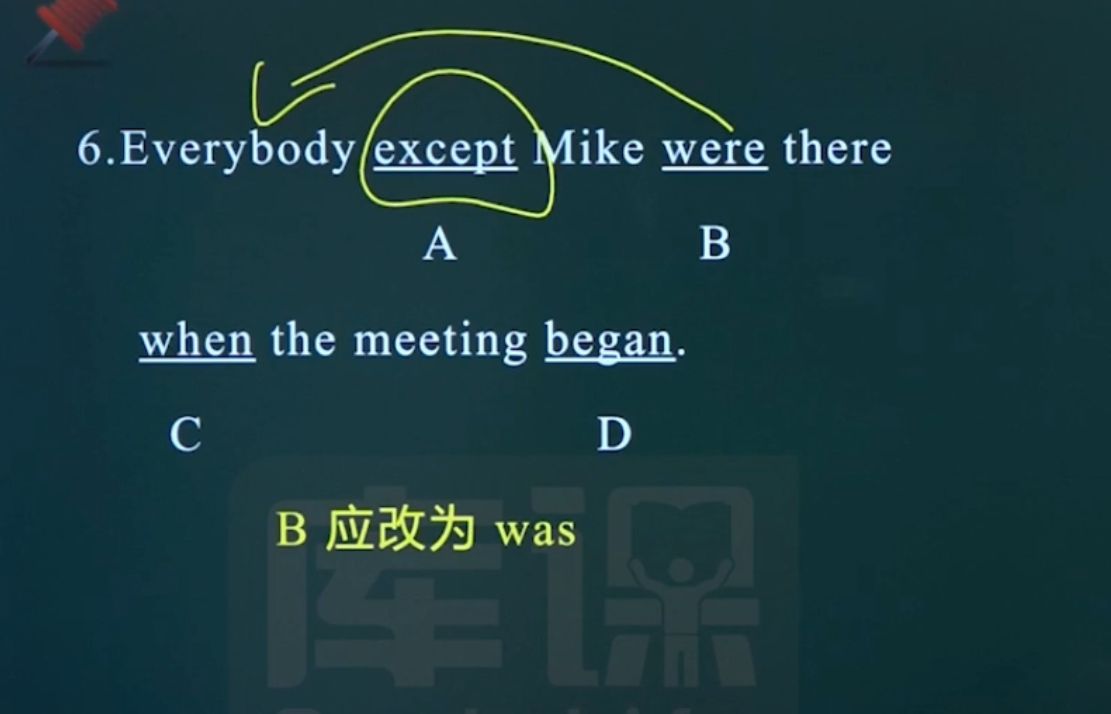 6.Everybody except Mike were there
A B
when the meeting began.
C D
B 应改为 was
库课